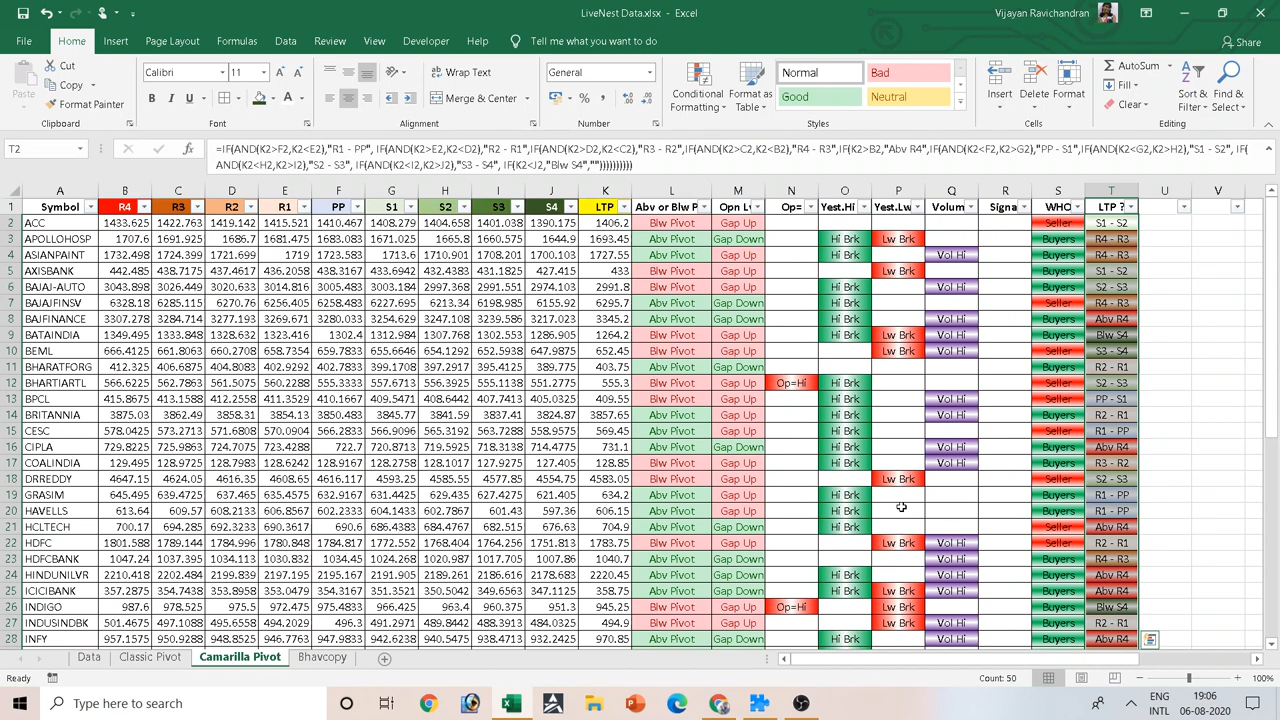 LiveNest Data.xlsx - Excel
Vijayan Ravichandran
File Home Insert Page Layout Formulas Data Review View Developer Help Tell me what you want to do Share
Cut
Copy
Format Painter
Paste
Clipboard
Calibri 11
B I U
Font
Wrap Text
Merge & Center
Alignment
General
Number
Conditional Formatting
Format as Table
Normal Bad
Good Neutral
Styles
Insert Delete Format
Cells
AutoSum
Fill
Clear
Sort & Filter
Find & Select
Editing
T2
=IF(AND(K2>F2,K2<E2),"R1 - PP", IF(AND(K2>E2,K2<D2),"R2 - R1",IF(AND(K2>D2,K2<C2),"R3 - R2",IF(AND(K2>C2,K2<B2),"R4 - R3",IF(K2>B2,"Abv R4",IF(AND(K2<F2,K2>G2),"PP - S1",IF(AND(K2<G2,K2>H2),"S1 - S2", IF(
AND(K2<H2,K2>I2),"S2 - S3", IF(AND(K2<I2,K2>J2),"S3 - S4", IF(K2<J2,"Blw S4",""))))))))))
A B C D E F G H I J K L M N O P Q R S T U V
1 Symbol R4 R3 R2 R1 PP S1 S2 S3 S4 LTP Abv or Blw P Opn Lv Op= Yest.Hi Yest.Lw Volum Signa WHO LTP ?
2 ACC 1433.625 1422.763 1419.142 1415.521 1410.467 1408.279 1404.658 1401.038 1390.175 1406.2 Blw Pivot Gap Up Seller S1 - S2
3 APOLLOHOSP 1707.6 1691.925 1686.7 1681.475 1683.083 1671.025 1665.8 1660.575 1644.9 1693.45 Abv Pivot Gap Down Hi Brk Lw Brk Buyers R4 - R3
4 ASIANPAINT 1732.498 1724.399 1721.699 1719 1723.583 1713.6 1710.901 1708.201 1700.103 1727.55 Abv Pivot Gap Down Hi Brk Vol Hi Buyers R4 - R3
5 AXISBANK 442.485 438.7175 437.4617 436.2058 438.3167 433.6942 432.4383 431.1825 427.415 433 Blw Pivot Gap Up Lw Brk Buyers S1 - S2
6 BAJAJ-AUTO 3043.898 3026.449 3020.633 3014.816 3005.483 3003.184 2997.368 2991.551 2974.103 2991.8 Blw Pivot Gap Up Hi Brk Vol Hi Buyers S2 - S3
7 BAJAJFINSV 6328.18 6285.115 6270.76 6256.405 6258.483 6227.695 6213.34 6198.985 6155.92 6295.7 Abv Pivot Gap Down Hi Brk Seller R4 - R3
8 BAJFINANCE 3307.278 3284.714 3277.193 3269.671 3280.033 3254.629 3247.108 3239.586 3217.023 3345.2 Abv Pivot Gap Down Hi Brk Vol Hi Buyers Abv R4
9 BATAINDIA 1349.495 1333.848 1328.632 1323.416 1302.4 1312.984 1307.768 1302.553 1286.905 1264.2 Blw Pivot Gap Up Hi Brk Lw Brk Vol Hi Buyers Blw S4
10 BEML 666.4125 661.8063 660.2708 658.7354 659.7833 655.6646 654.1292 652.5938 647.9875 652.45 Blw Pivot Gap Up Lw Brk Vol Hi Seller S3 - S4
11 BHARATFORG 412.325 406.6875 404.8083 402.9292 402.7833 399.1708 397.2917 395.4125 389.775 403.75 Abv Pivot Gap Down Buyers R2 - R1
12 BHARTIARTL 566.6225 562.7863 561.5075 560.2288 555.3333 557.6713 556.3925 555.1138 551.2775 555.3 Blw Pivot Gap Up Op=Hi Hi Brk Seller S2 - S3
13 BPCL 415.8675 413.1588 412.2558 411.3529 410.1667 409.5471 408.6442 407.7413 405.0325 409.55 Blw Pivot Gap Up Hi Brk Vol Hi Buyers PP - S1
14 BRITANNIA 3875.03 3862.49 3858.31 3854.13 3850.483 3845.77 3841.59 3837.41 3824.87 3857.65 Abv Pivot Gap Up Hi Brk Vol Hi Buyers R2 - R1
15 CESC 578.0425 573.2713 571.6808 570.0904 566.2833 566.9096 565.3192 563.7288 558.9575 569.45 Abv Pivot Gap Up Hi Brk Seller R1 - PP
16 CIPLA 729.8225 725.9863 724.7075 723.4288 722.7 720.8713 719.5925 718.3138 714.4775 731.1 Abv Pivot Gap Down Hi Brk Vol Hi Buyers Abv R4
17 COALINDIA 129.495 128.9725 128.7983 128.6242 128.9167 128.2758 128.1017 127.9275 127.405 128.85 Blw Pivot Gap Up Hi Brk Vol Hi Buyers R3 - R2
18 DRREDDY 4647.15 4624.05 4616.35 4608.65 4616.117 4593.25 4585.55 4577.85 4554.75 4583.05 Blw Pivot Gap Up Lw Brk Seller S2 - S3
19 GRASIM 645.495 639.4725 637.465 635.4575 632.9167 631.4425 629.435 627.4275 621.405 634.2 Abv Pivot Gap Up Hi Brk Buyers R1 - PP
20 HAVELLS 613.64 609.57 608.2133 606.8567 602.2333 604.1433 602.7867 601.43 597.36 606.15 Abv Pivot Gap Up Hi Brk Buyers R1 - PP
21 HCLTECH 700.17 694.285 692.3233 690.3617 690.6 686.4383 684.4767 682.515 676.63 704.9 Abv Pivot Gap Down Hi Brk Seller Abv R4
22 HDFC 1801.588 1789.144 1784.996 1780.848 1784.817 1772.552 1768.404 1764.256 1751.813 1783.75 Blw Pivot Gap Up Lw Brk Vol Hi Seller R2 - R1
23 HDFCBANK 1047.24 1037.395 1034.113 1030.832 1034.45 1024.268 1020.987 1017.705 1007.86 1040.7 Abv Pivot Gap Down Vol Hi Buyers R4 - R3
24 HINDUNILVR 2210.418 2202.484 2199.839 2197.195 2195.167 2191.905 2189.261 2186.616 2178.683 2220.45 Abv Pivot Gap Down Hi Brk Vol Hi Buyers Abv R4
25 ICICIBANK 357.2875 354.7438 353.8958 353.0479 354.3167 351.3521 350.5042 349.6563 347.1125 358.75 Abv Pivot Gap Down Hi Brk Lw Brk Vol Hi Buyers Abv R4
26 INDIGO 987.6 978.525 975.5 972.475 975.4833 966.425 963.4 960.375 951.3 945.25 Blw Pivot Gap Up Op=Hi Lw Brk Vol Hi Buyers Blw S4
27 INDUSINDBK 501.4675 497.1088 495.6558 494.2029 496.3 491.2971 489.8442 488.3913 484.0325 494.9 Blw Pivot Gap Up Lw Brk Vol Hi Buyers R2 - R1
28 INFY 957.1575 950.9288 948.8525 946.7763 947.9833 942.6238 940.5475 938.4713 932.2425 970.85 Abv Pivot Gap Down Hi Brk Vol Hi Buyers Abv R4
Data Classic Pivot Camarilla Pivot Bhavcopy
Ready Count: 50 100%
Type here to search
ENG
INTL
19:06
06-08-2020